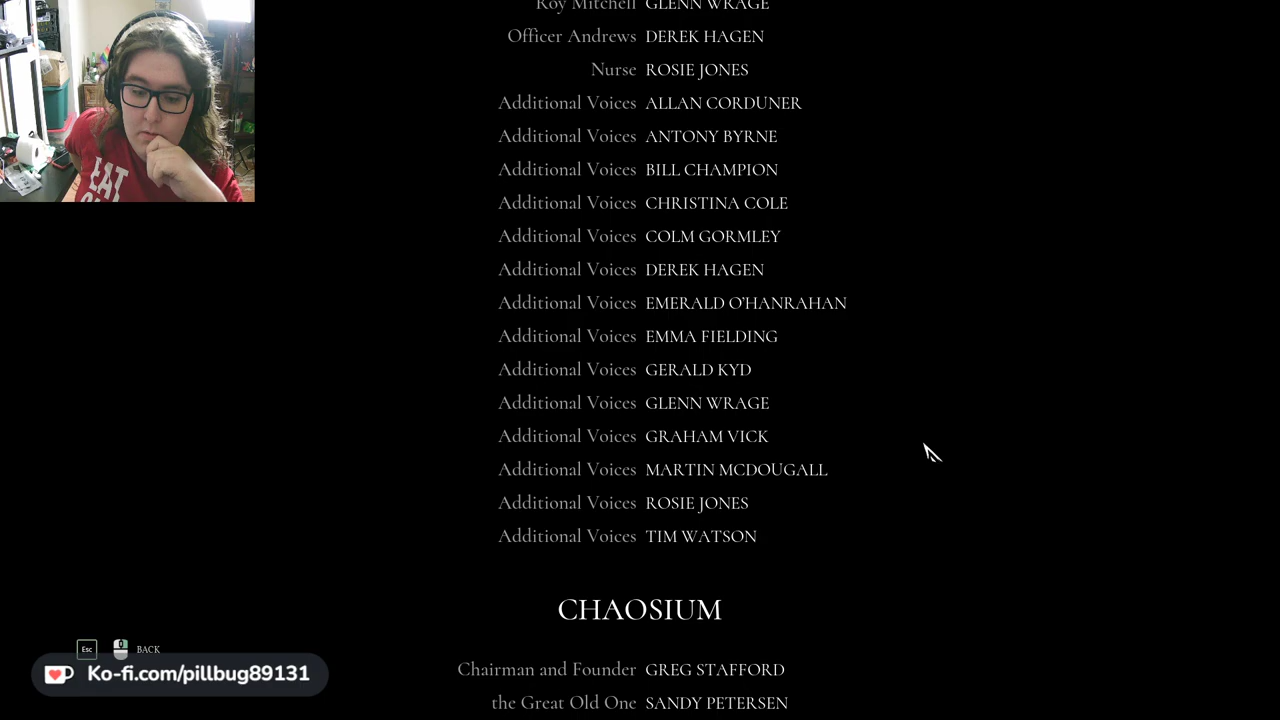 Roy Mitchell GLENN WRAGE
Officer Andrews DEREK HAGEN
Nurse ROSIE JONES
Additional Voices ALLAN CORDUNER
Additional Voices ANTONY BYRNE
Additional Voices BILL CHAMPION
Additional Voices CHRISTINA COLE
Additional Voices COLM GORMLEY
Additional Voices DEREK HAGEN
Additional Voices EMERALD O'HANRAHAN
Additional Voices EMMA FIELDING
Additional Voices GERALD KYD
Additional Voices GLENN WRAGE
Additional Voices GRAHAM VICK
Additional Voices MARTIN MCDOUGALL
Additional Voices ROSIE JONES
Additional Voices TIM WATSON
CHAOSIUM
Chairman and Founder GREG STAFFORD
the Great Old One SANDY PETERSEN
EAT
Esc BACK
Ko-fi.com/pillbug89131